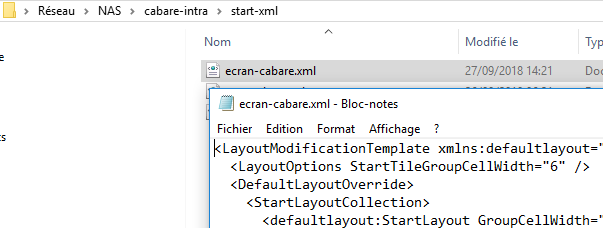 Réseau › NAS › cabare-intra › start-xml
Nom Modifié le
ecran-cabare.xml 27/09/2018 14:21 Doc
ecran-cabare.xml - Bloc-notes
Fichier Edition Format Affichage ?
<LayoutModificationTemplate xmlns:defaultlayout="
<LayoutOptions StartTileGroupCellWidth="6" />
<DefaultLayoutOverride>
<StartLayoutCollection>
<defaultlayout:StartLayout GroupCellWidth="